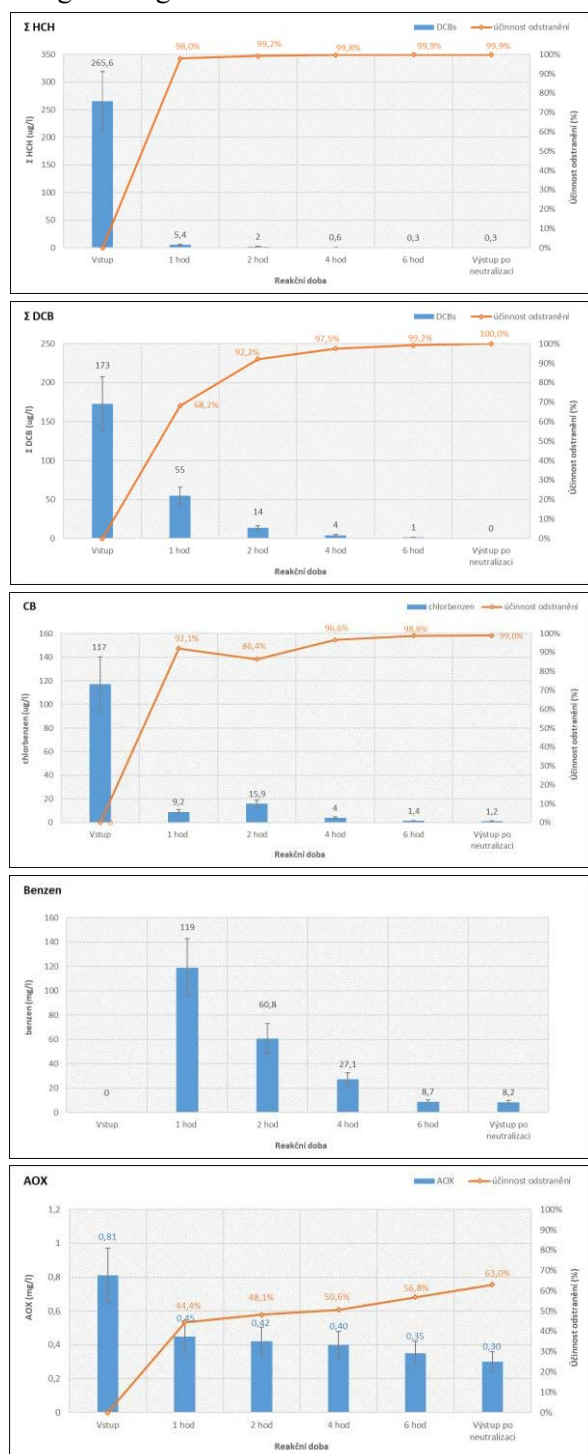 Σ HCH
DCBs účinnost odstranění
265,6 98,0% 99,2% 99,8% 99,9% 99,9%
5,4 2 0,6 0,3 0,3
350 300 250 200 150 100 50 0
Σ HCH (ug/l)
100% 90% 80% 70% 60% 50% 40% 30% 20% 10% 0%
Účinnost odstranění (%)
Vstup 1 hod 2 hod 4 hod 6 hod Výstup po
neutralizaci
Reakční doba
Σ DCB
DCBs účinnost odstranění
68,2% 92,2% 97,5% 99,2% 100,0%
173 55 14 4 1 0
250 200 150 100 50 0
Σ DCB (ug/l)
100% 90% 80% 70% 60% 50% 40% 30% 20% 10% 0%
Účinnost odstranění (%)
Vstup 1 hod 2 hod 4 hod 6 hod Výstup po
neutralizaci
Reakční doba
CB
chlorbenzen účinnost odstranění
92,1% 86,4% 96,6% 98,8% 99,0%
117 9,2 15,9 4 1,4 1,2
160 140 120 100 80 60 40 20 0
chlorbenzen (ug/l)
100% 90% 80% 70% 60% 50% 40% 30% 20% 10% 0%
Účinnost odstranění (%)
Vstup 1 hod 2 hod 4 hod 6 hod Výstup po
neutralizaci
Reakční doba
Benzen
0 119 60,8 27,1 8,7 8,2
160 140 120 100 80 60 40 20 0
benzen (mg/l)
Vstup 1 hod 2 hod 4 hod 6 hod Výstup po
neutralizaci
Reakční doba
AOX
AOX účinnost odstranění
44,4% 48,1% 50,6% 56,8% 63,0%
0,81 0,45 0,42 0,40 0,35 0,30
1,2 1 0,8 0,6 0,4 0,2 0
AOX (mg/l)
100% 90% 80% 70% 60% 50% 40% 30% 20% 10% 0%
Účinnost odstranění (%)
Vstup 1 hod 2 hod 4 hod 6 hod Výstup po
neutralizaci
Reakční doba